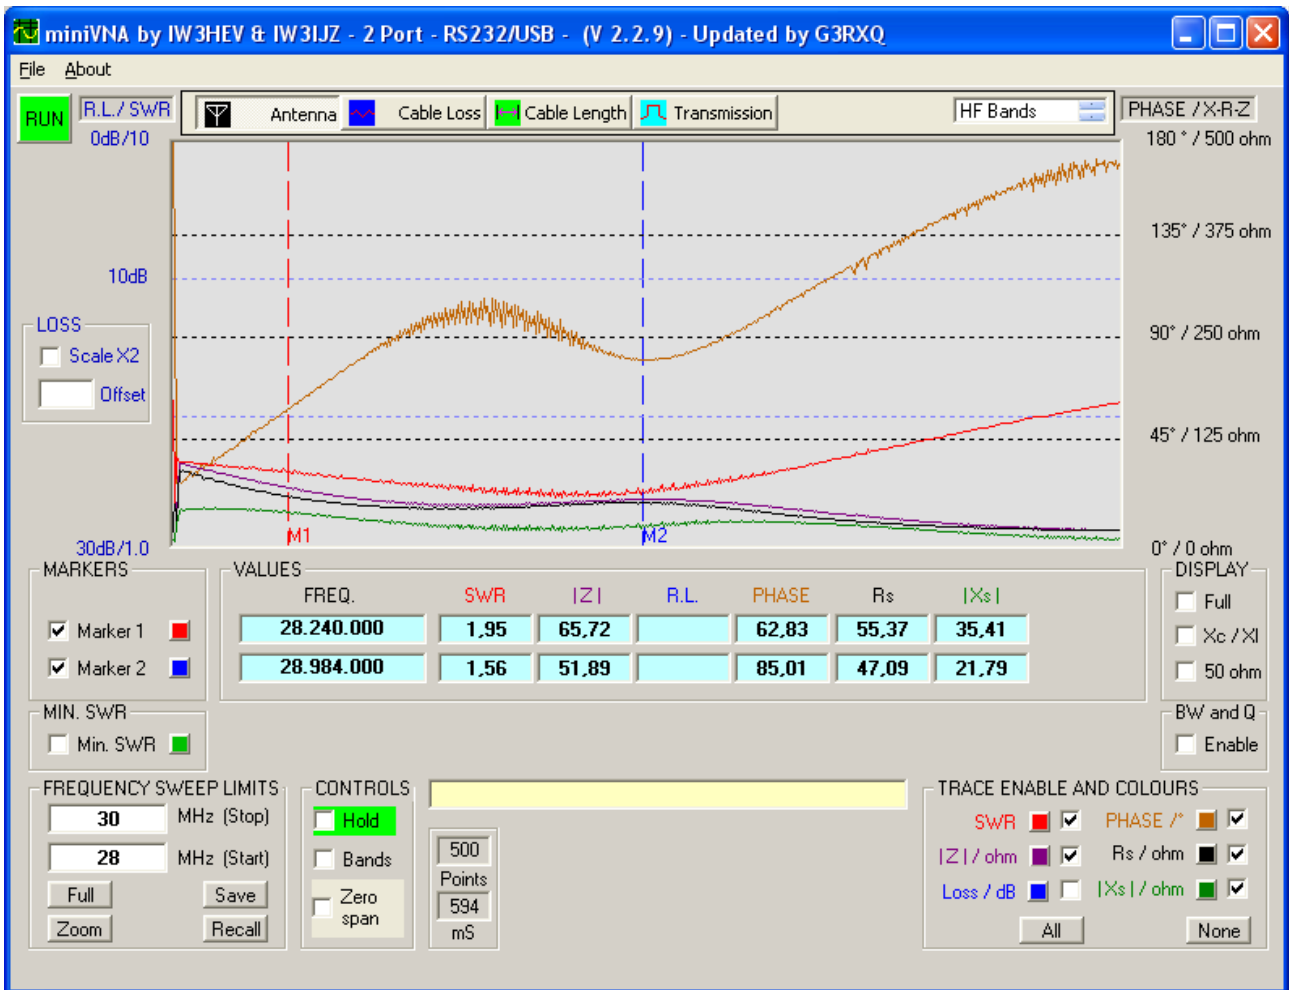 miniVNA by IW3HEV & IW3IJZ - 2 Port - RS232/USB - (V 2.2.9) - Updated by G3RXQ
File About
RUN R.L./ SWR Antenna Cable Loss Cable Length Transmission HF Bands PHASE / X-R-Z
0dB/10 180 ° / 500 ohm
135° / 375 ohm
10dB
LOSS
90° / 250 ohm
Scale X2
Offset
45° / 125 ohm
M1 M2
30dB/1.0 0° / 0 ohm
MARKERS VALUES DISPLAY
FREQ. SWR |Z| R.L. PHASE Rs |Xs|
Full
Marker 1 28.240.000 1,95 65,72 62,83 55,37 35,41
Xc / Xl
Marker 2 28.984.000 1,56 51,89 85,01 47,09 21,79
50 ohm
MIN. SWR BW and Q
Min. SWR Enable
FREQUENCY SWEEP LIMITS CONTROLS TRACE ENABLE AND COLOURS
30 MHz (Stop) Hold SWR PHASE /°
28 MHz (Start) Bands 500 |Z| / ohm Rs / ohm
Points
Full Save Zero span 594 Loss / dB |Xs| / ohm
Zoom Recall mS All None